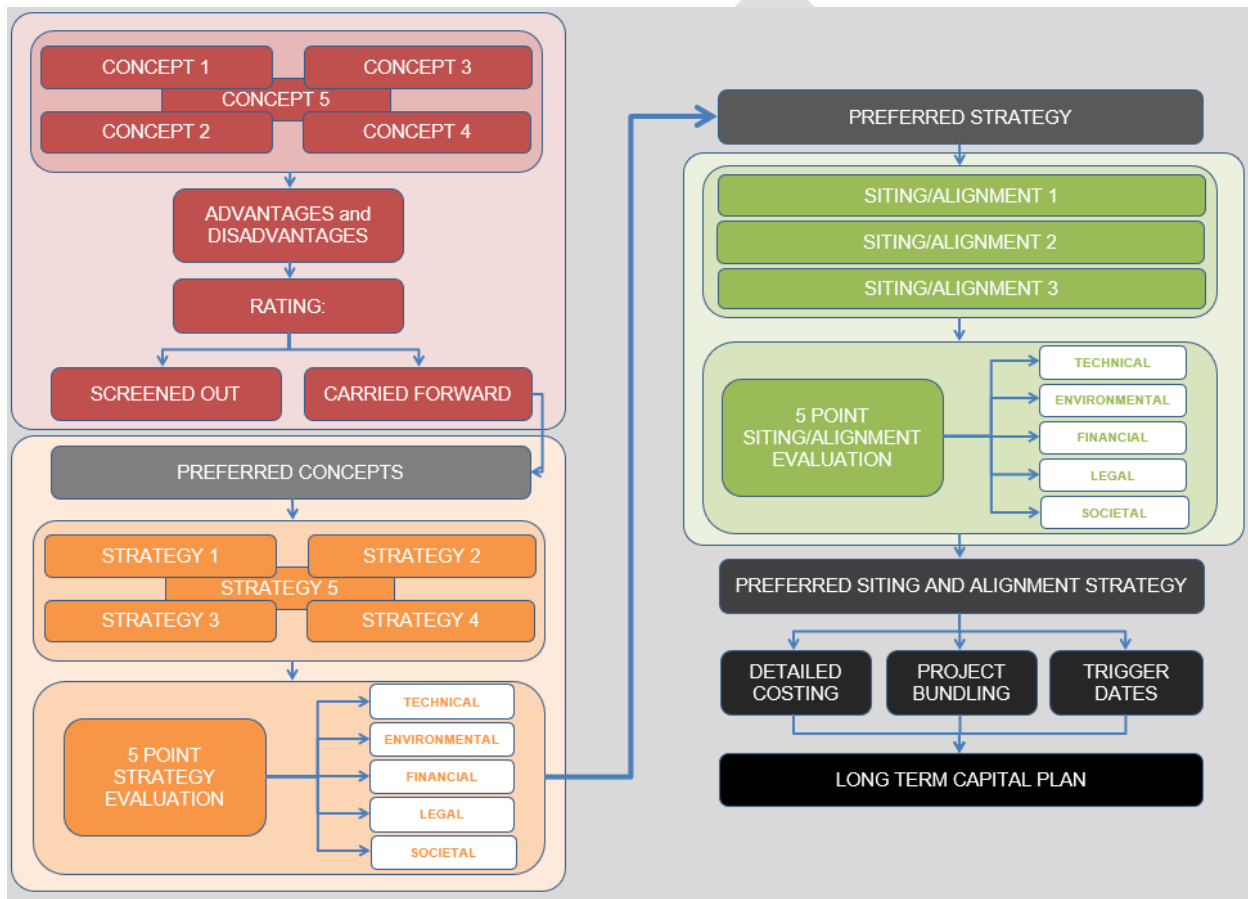 CONCEPT 1
CONCEPT 3
CONCEPT 5
CONCEPT 2
CONCEPT 4
ADVANTAGES and
DISADVANTAGES
RATING:
SCREENED OUT
CARRIED FORWARD
PREFERRED CONCEPTS
STRATEGY 1
STRATEGY 2
STRATEGY 5
STRATEGY 3
STRATEGY 4
5 POINT
STRATEGY
EVALUATION
TECHNICAL
ENVIRONMENTAL
FINANCIAL
LEGAL
SOCIETAL
PREFERRED STRATEGY
SITING/ALIGNMENT 1
SITING/ALIGNMENT 2
SITING/ALIGNMENT 3
5 POINT
SITING/ALIGNMENT
EVALUATION
TECHNICAL
ENVIRONMENTAL
FINANCIAL
LEGAL
SOCIETAL
PREFERRED SITING AND ALIGNMENT STRATEGY
DETAILED
COSTING
PROJECT
BUNDLING
TRIGGER
DATES
LONG TERM CAPITAL PLAN